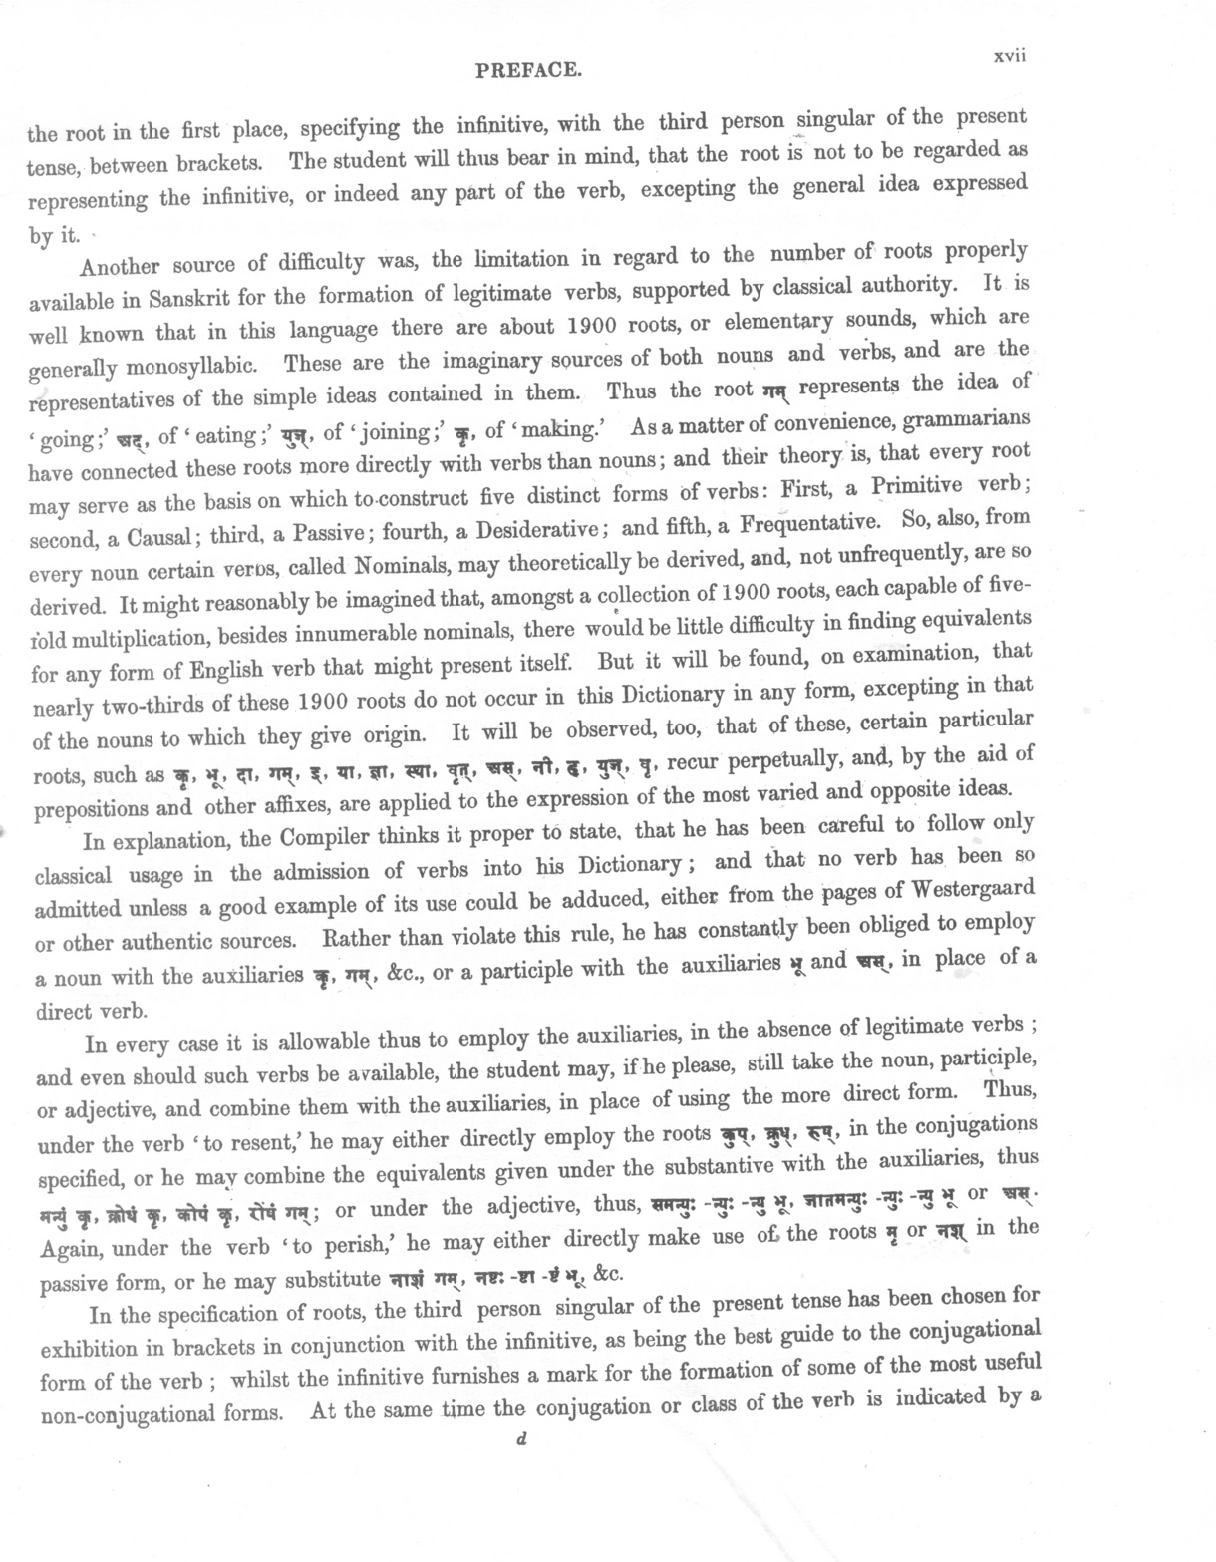 PREFACE.
xvii
the root in the first place, specifying the infinitive, with the third person singular of the present
tense, between brackets. The student will thus bear in mind, that the root is not to be regarded as
representing the infinitive, or indeed any part of the verb, excepting the general idea expressed
by it.
Another source of difficulty was, the limitation in regard to the number of roots properly
available in Sanskrit for the formation of legitimate verbs, supported by classical authority. It is
well known that in this language there are about 1900 roots, or elementary sounds, which are
generally monosyllabic. These are the imaginary sources of both nouns and verbs, and are the
representatives of the simple ideas contained in them. Thus the root गम् represents the idea of
‘going;’ अद्, of ‘eating;’ युज्, of ‘joining;’ कृ, of ‘making.’ As a matter of convenience, grammarians
have connected these roots more directly with verbs than nouns; and their theory is, that every root
may serve as the basis on which to construct five distinct forms of verbs: First, a Primitive verb;
second, a Causal; third, a Passive; fourth, a Desiderative; and fifth, a Frequentative. So, also, from
every noun certain verbs, called Nominals, may theoretically be derived, and, not unfrequently, are so
derived. It might reasonably be imagined that, amongst a collection of 1900 roots, each capable of five-
fold multiplication, besides innumerable nominals, there would be little difficulty in finding equivalents
for any form of English verb that might present itself. But it will be found, on examination, that
nearly two-thirds of these 1900 roots do not occur in this Dictionary in any form, excepting in that
of the nouns to which they give origin. It will be observed, too, that of these, certain particular
roots, such as कृ, भू, दा, गम्, इ, या, ज्ञा, स्था, वृत्, अस्, नी, हृ, युज्, वृ, recur perpetually, and, by the aid of
prepositions and other affixes, are applied to the expression of the most varied and opposite ideas.
In explanation, the Compiler thinks it proper to state, that he has been careful to follow only
classical usage in the admission of verbs into his Dictionary; and that no verb has been so
admitted unless a good example of its use could be adduced, either from the pages of Westergaard
or other authentic sources. Rather than violate this rule, he has constantly been obliged to employ
a noun with the auxiliaries कृ, गम्, &c., or a participle with the auxiliaries भू and अस्, in place of a
direct verb.
In every case it is allowable thus to employ the auxiliaries, in the absence of legitimate verbs;
and even should such verbs be available, the student may, if he please, still take the noun, participle,
or adjective, and combine them with the auxiliaries, in place of using the more direct form. Thus,
under the verb ‘to resent,’ he may either directly employ the roots कुप्, क्रुध्, रुष्, in the conjugations
specified, or he may combine the equivalents given under the substantive with the auxiliaries, thus
मन्युं कृ, क्रोधं कृ, कोपं कृ, रोषं गम्; or under the adjective, thus, समन्युः -न्युः -न्यु भू, जातमन्युः -न्युः -न्यु भू or अस्.
Again, under the verb ‘to perish,’ he may either directly make use of the roots मृ or नश् in the
passive form, or he may substitute नाशं गम्, नष्टः -ष्टा -ष्टं भू, &c.
In the specification of roots, the third person singular of the present tense has been chosen for
exhibition in brackets in conjunction with the infinitive, as being the best guide to the conjugational
form of the verb; whilst the infinitive furnishes a mark for the formation of some of the most useful
non-conjugational forms. At the same time the conjugation or class of the verb is indicated by a
d